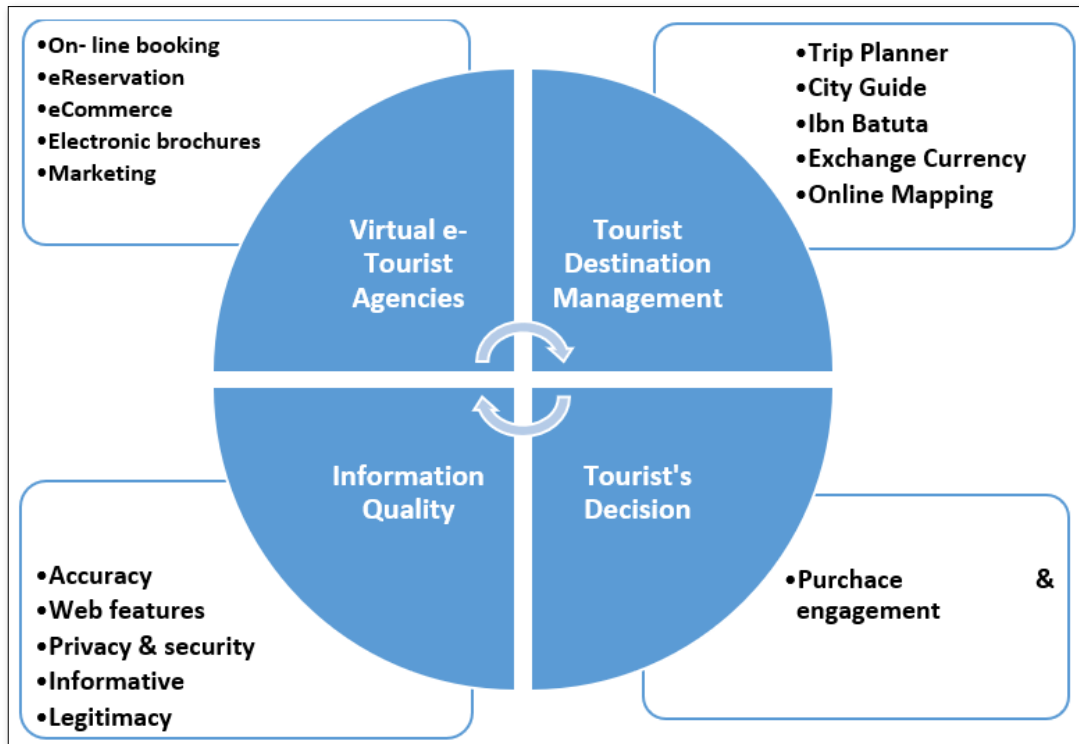 •On- line booking
•eReservation
•eCommerce
•Electronic brochures
•Marketing
•Trip Planner
•City Guide
•Ibn Batuta
•Exchange Currency
•Online Mapping
Virtual e-
Tourist
Agencies
Tourist
Destination
Management
Information
Quality
Tourist's
Decision
•Accuracy
•Web features
•Privacy & security
•Informative
•Legitimacy
•Purchace &
engagement